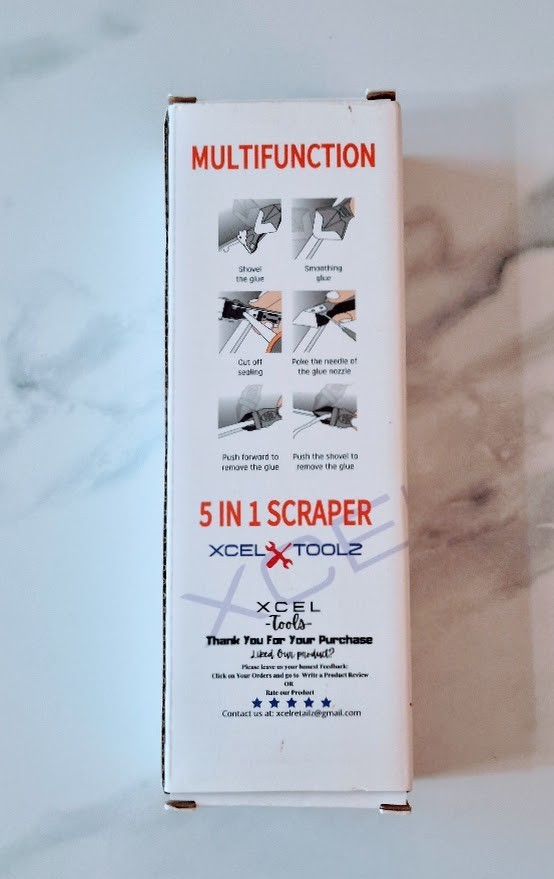 MULTIFUNCTION
Shovel
the glue
Smoothing
glue
Cut off
sealing
Poke the needle of
the glue nozzle
Push forward to
remove the glue
Push the shovel to
remove the glue
5 IN 1 SCRAPER
XCEL TOOLZ
XCEL
XCEL
-Tools-
Thank You For Your Purchase
Liked Our product?
Please leave us your honest Feedback:
Click on Your Orders and go to Write a Product Review
OR
Rate our Product
Contact us at: xcelretailz@gmail.com